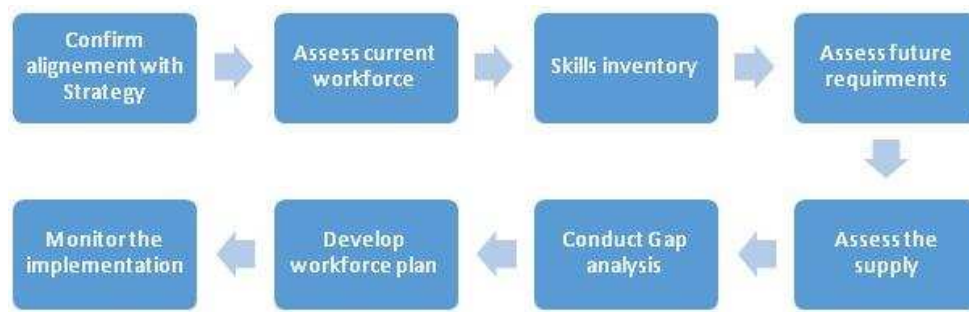 Confirm
alignement with
Strategy
Assess current
workforce
Skills inventory
Assess future
requirments
Assess the
supply
Conduct Gap
analysis
Develop
workforce plan
Monitor the
implementation